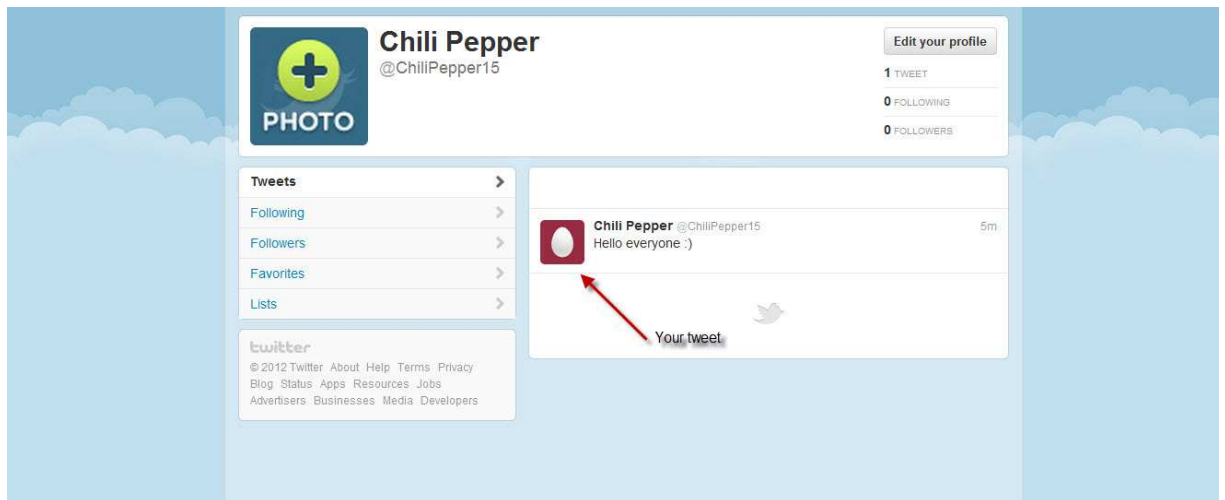 PHOTO
Chili Pepper
@ChiliPepper15
Edit your profile
1 TWEET
0 FOLLOWING
0 FOLLOWERS
Tweets
Following
Followers
Favorites
Lists
twitter
© 2012 Twitter About Help Terms Privacy
Blog Status Apps Resources Jobs
Advertisers Businesses Media Developers
Chili Pepper @ChiliPepper15 5m
Hello everyone :)
Your tweet